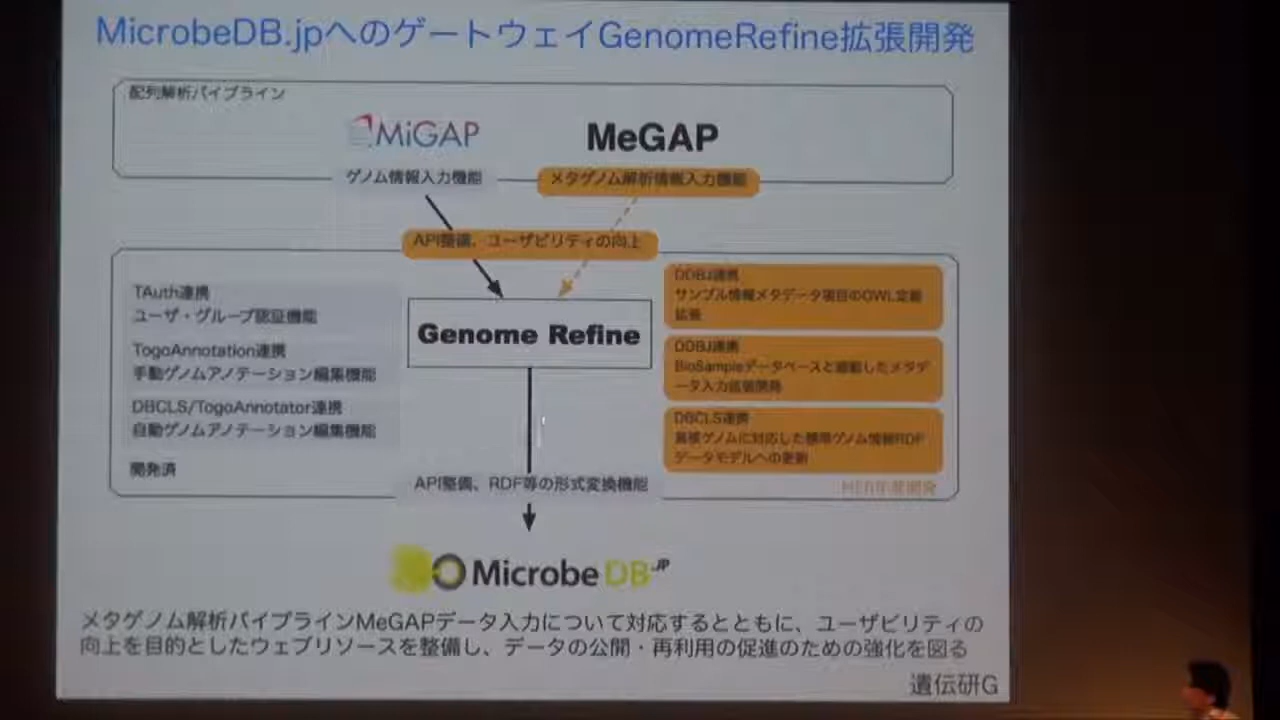 MicrobeDB.jpへのゲートウェイGenomeRefine拡張開発
配列解析パイプライン
MiGAP
MeGAP
ゲノム情報入力機能
メタゲノム解析情報入力機能
API整備、ユーザビリティの向上
TAuth連携
ユーザ・グループ認証機能
TogoAnnotation連携
手動ゲノムアノテーション編集機能
DBCLS/TogoAnnotator連携
自動ゲノムアノテーション編集機能
開発済
Genome Refine
DDBJ連携
サンプル情報メタデータ項目のOWL定義
拡張
DDBJ連携
BioSampleデータベースと連動したメタデ
ータ入力拡張開発
DBCLS連携
ゲノムに対応した標準ゲノム情報RDF
データモデルへの更新
年度開発
API整備、RDF等の形式変換機能
MicrobeDB.JP
メタゲノム解析パイプラインMeGAPデータ入力について対応するとともに、ユーザビリティの
向上を目的としたウェブリソースを整備し、データの公開・再利用の促進のための強化を図る
遺伝研G